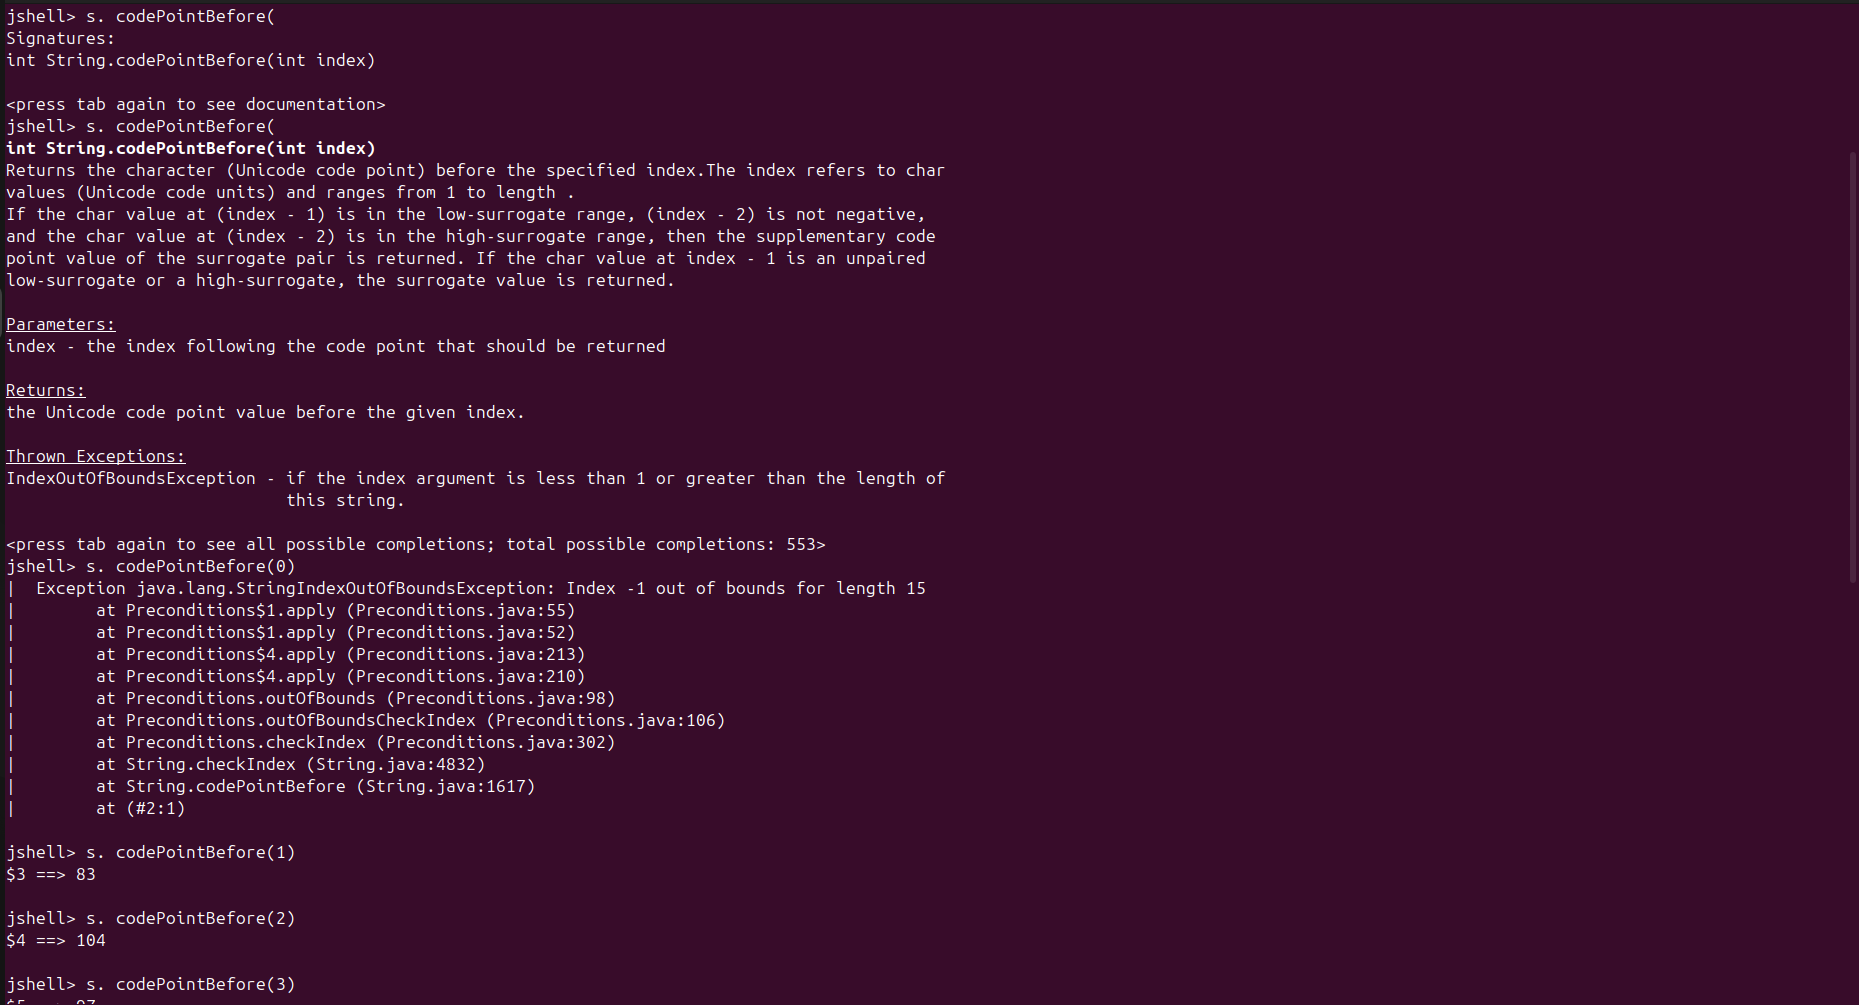 jshell> s. codePointBefore(
Signatures:
int String.codePointBefore(int index)
<press tab again to see documentation>
jshell> s. codePointBefore(
int String.codePointBefore(int index)
Returns the character (Unicode code point) before the specified index.The index refers to char
values (Unicode code units) and ranges from 1 to length .
If the char value at (index - 1) is in the low-surrogate range, (index - 2) is not negative,
and the char value at (index - 2) is in the high-surrogate range, then the supplementary code
point value of the surrogate pair is returned. If the char value at index - 1 is an unpaired
low-surrogate or a high-surrogate, the surrogate value is returned.
Parameters:
index - the index following the code point that should be returned
Returns:
the Unicode code point value before the given index.
Thrown Exceptions:
IndexOutOfBoundsException - if the index argument is less than 1 or greater than the length of
this string.
<press tab again to see all possible completions; total possible completions: 553>
jshell> s. codePointBefore(0)
|  Exception java.lang.StringIndexOutOfBoundsException: Index -1 out of bounds for length 15
|        at Preconditions$1.apply (Preconditions.java:55)
|        at Preconditions$1.apply (Preconditions.java:52)
|        at Preconditions$4.apply (Preconditions.java:213)
|        at Preconditions$4.apply (Preconditions.java:210)
|        at Preconditions.outOfBounds (Preconditions.java:98)
|        at Preconditions.outOfBoundsCheckIndex (Preconditions.java:106)
|        at Preconditions.checkIndex (Preconditions.java:302)
|        at String.checkIndex (String.java:4832)
|        at String.codePointBefore (String.java:1617)
|        at (#2:1)
jshell> s. codePointBefore(1)
$3 ==> 83
jshell> s. codePointBefore(2)
$4 ==> 104
jshell> s. codePointBefore(3)